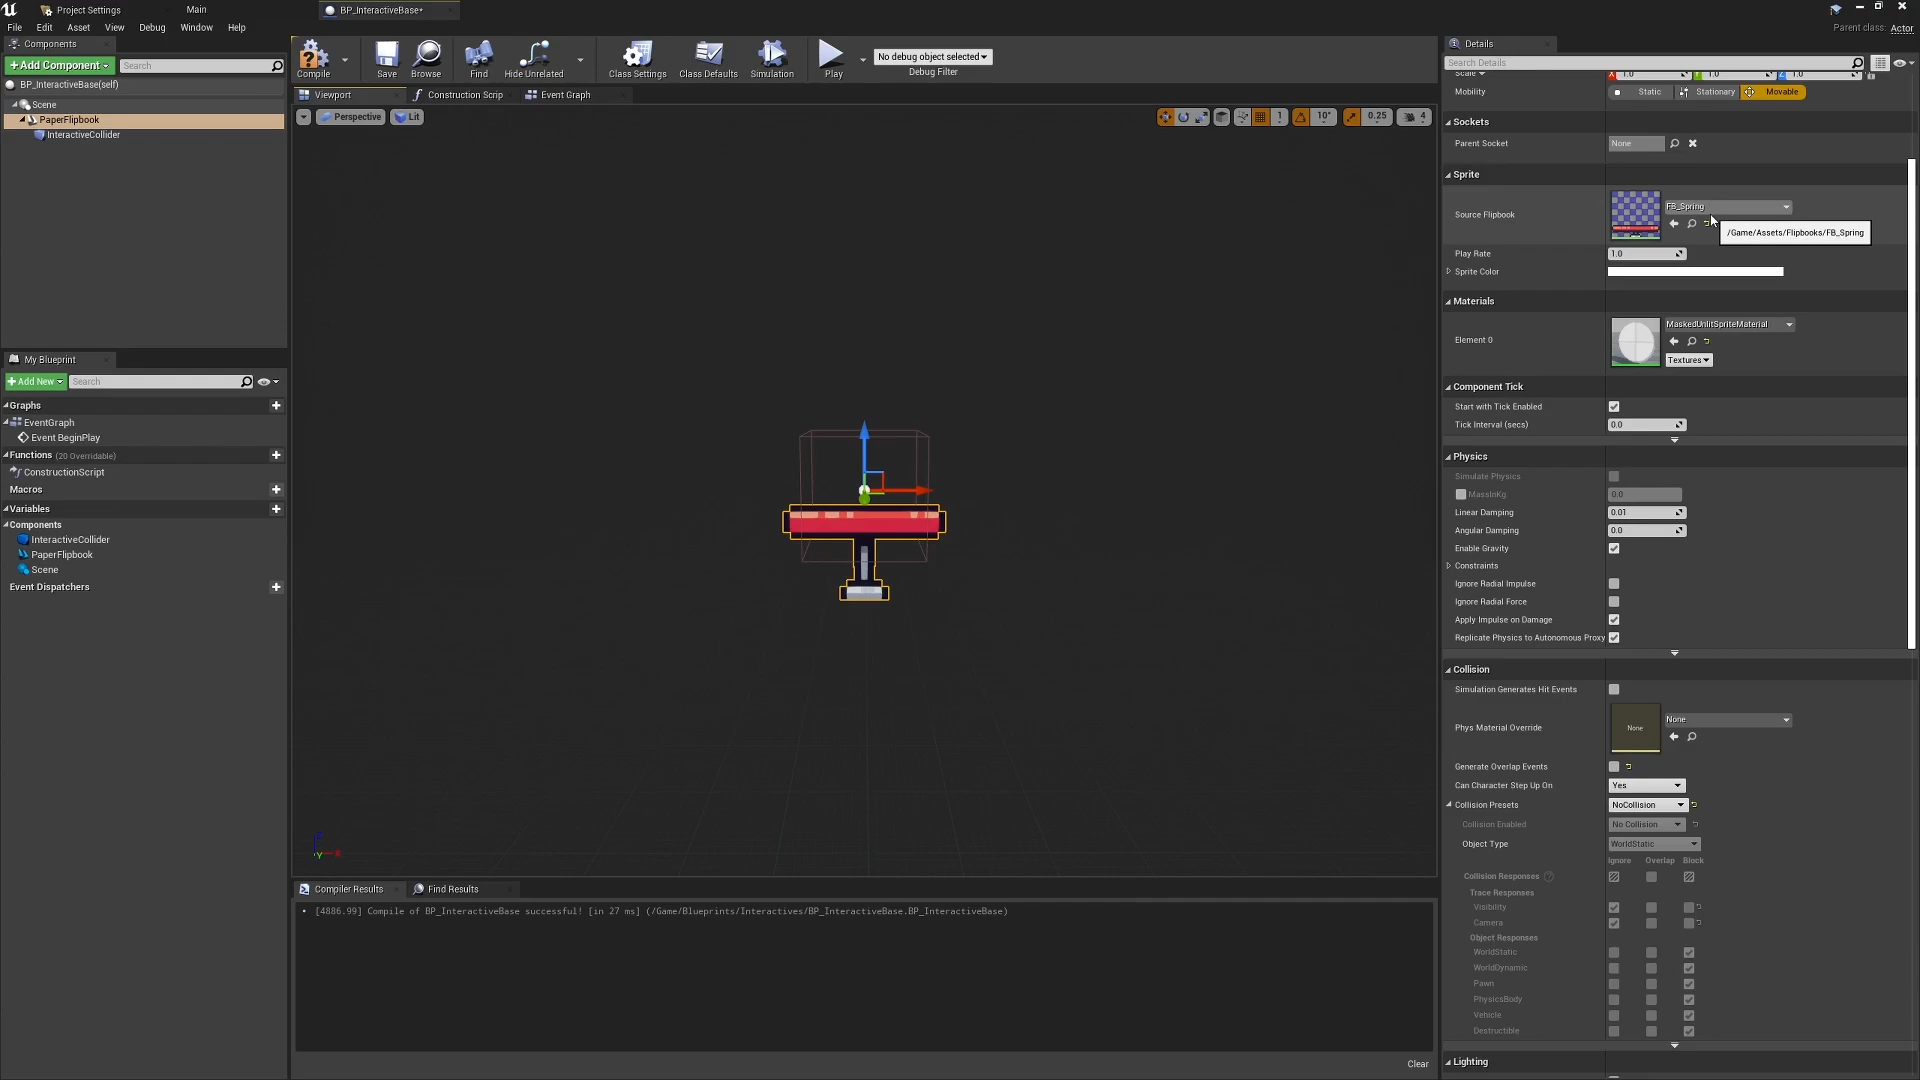 Project Settings
Main
BP_InteractiveBase*
File Edit Asset View Debug Window Help
Parent class: Actor
Components
+Add Component
Search
BP_InteractiveBase(self)
Scene
PaperFlipbook
InteractiveCollider
Compile
Save
Browse
Find
Hide Unrelated
Class Settings
Class Defaults
Simulation
Play
No debug object selected
Debug Filter
Viewport
Construction Scrip
Event Graph
Perspective
Lit
1
10°
0.25
4
My Blueprint
+Add New
Search
Graphs
EventGraph
Event BeginPlay
Functions (20 Overridable)
ConstructionScript
Macros
Variables
Components
InteractiveCollider
PaperFlipbook
Scene
Event Dispatchers
Compiler Results
Find Results
[4886.99] Compile of BP_InteractiveBase successful! [in 27 ms] (/Game/Blueprints/Interactives/BP_InteractiveBase.BP_InteractiveBase)
Clear
Details
Search Details
Scale
X 1.0 Y 1.0 Z 1.0
Mobility
Static
Stationary
Movable
Sockets
Parent Socket
None
Sprite
Source Flipbook
FB_Spring
/Game/Assets/Flipbooks/FB_Spring
Play Rate
1.0
Sprite Color
Materials
Element 0
MaskedUnlitSpriteMaterial
Textures
Component Tick
Start with Tick Enabled
Tick Interval (secs)
0.0
Physics
Simulate Physics
MassInKg
0.0
Linear Damping
0.01
Angular Damping
0.0
Enable Gravity
Constraints
Ignore Radial Impulse
Ignore Radial Force
Apply Impulse on Damage
Replicate Physics to Autonomous Proxy
Collision
Simulation Generates Hit Events
Phys Material Override
None
None
Generate Overlap Events
Can Character Step Up On
Yes
Collision Presets
NoCollision
Collision Enabled
No Collision
Object Type
WorldStatic
Ignore Overlap Block
Collision Responses
Trace Responses
Visibility
Camera
Object Responses
WorldStatic
WorldDynamic
Pawn
PhysicsBody
Vehicle
Destructible
Lighting